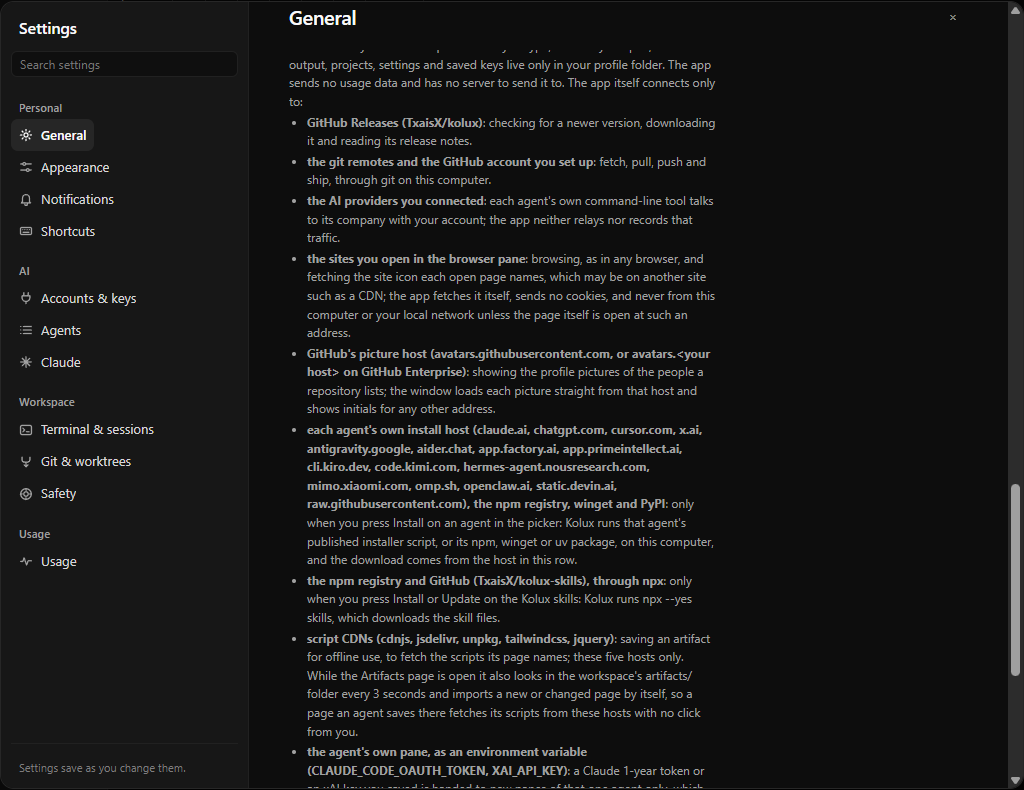 Settings
Search settings
Personal
General
Appearance
Notifications
Shortcuts
AI
Accounts & keys
Agents
Claude
Workspace
Terminal & sessions
Git & worktrees
Safety
Usage
Usage
Settings save as you change them.
General
×
output, projects, settings and saved keys live only in your profile folder. The app
sends no usage data and has no server to send it to. The app itself connects only
to:
• GitHub Releases (TxaisX/kolux): checking for a newer version, downloading
it and reading its release notes.
• the git remotes and the GitHub account you set up: fetch, pull, push and
ship, through git on this computer.
• the AI providers you connected: each agent's own command-line tool talks
to its company with your account; the app neither relays nor records that
traffic.
• the sites you open in the browser pane: browsing, as in any browser, and
fetching the site icon each open page names, which may be on another site
such as a CDN; the app fetches it itself, sends no cookies, and never from this
computer or your local network unless the page itself is open at such an
address.
• GitHub's picture host (avatars.githubusercontent.com, or avatars.<your
host> on GitHub Enterprise): showing the profile pictures of the people a
repository lists; the window loads each picture straight from that host and
shows initials for any other address.
• each agent's own install host (claude.ai, chatgpt.com, cursor.com, x.ai,
antigravity.google, aider.chat, app.factory.ai, app.primeintellect.ai,
cli.kiro.dev, code.kimi.com, hermes-agent.nousresearch.com,
mimo.xiaomi.com, omp.sh, openclaw.ai, static.devin.ai,
raw.githubusercontent.com), the npm registry, winget and PyPI: only
when you press Install on an agent in the picker: Kolux runs that agent's
published installer script, or its npm, winget or uv package, on this computer,
and the download comes from the host in this row.
• the npm registry and GitHub (TxaisX/kolux-skills), through npx: only
when you press Install or Update on the Kolux skills: Kolux runs npx --yes
skills, which downloads the skill files.
• script CDNs (cdnjs, jsdelivr, unpkg, tailwindcss, jquery): saving an artifact
for offline use, to fetch the scripts its page names; these five hosts only.
While the Artifacts page is open it also looks in the workspace's artifacts/
folder every 3 seconds and imports a new or changed page by itself, so a
page an agent saves there fetches its scripts from these hosts with no click
from you.
• the agent's own pane, as an environment variable
(CLAUDE_CODE_OAUTH_TOKEN, XAI_API_KEY): a Claude 1-year token or